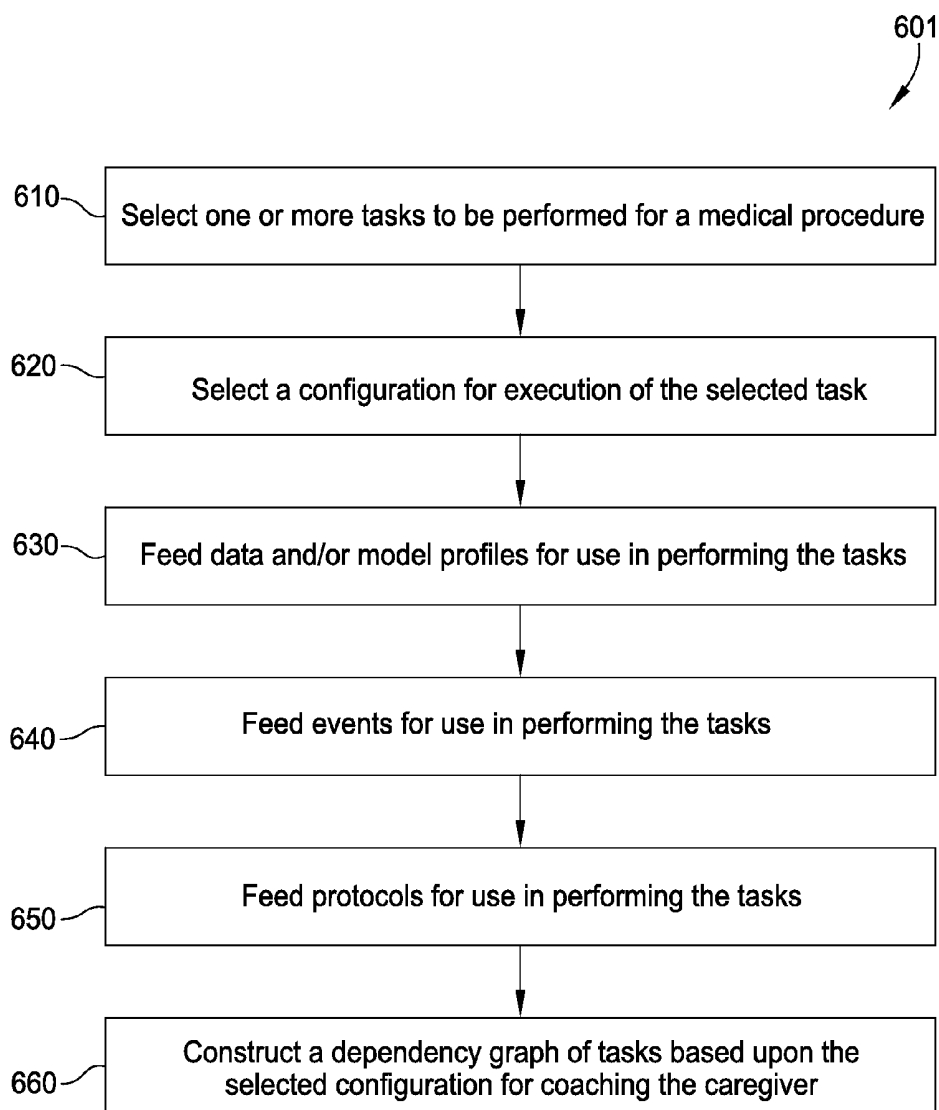 601
610
Select one or more tasks to be performed for a medical procedure
620
Select a configuration for execution of the selected task
630
Feed data and/or model profiles for use in performing the tasks
640
Feed events for use in performing the tasks
650
Feed protocols for use in performing the tasks
660
Construct a dependency graph of tasks based upon the
selected configuration for coaching the caregiver